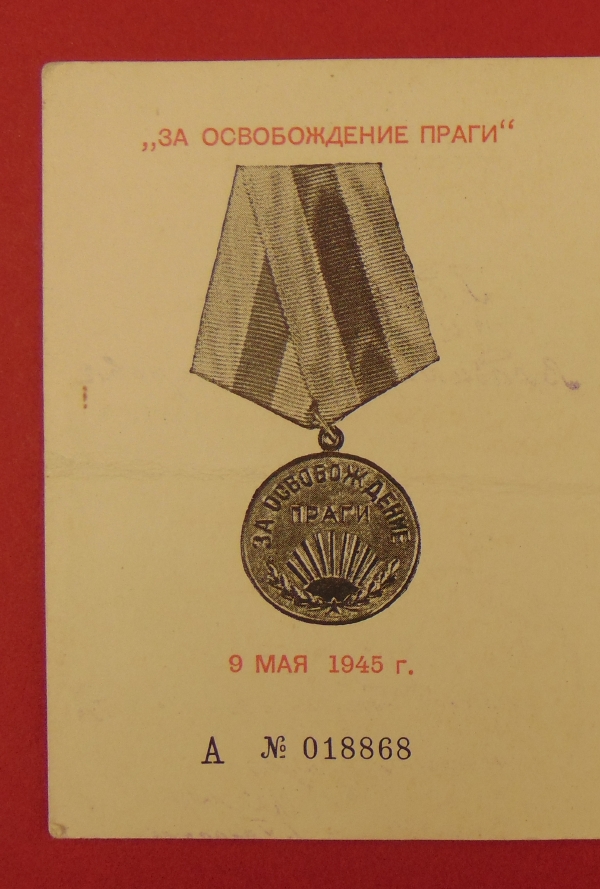 „ЗА ОСВОБОЖДЕНИЕ ПРАГИ“
ЗА ОСВОБОЖДЕНИЕ
ПРАГИ
9 МАЯ 1945 г.
А № 018868